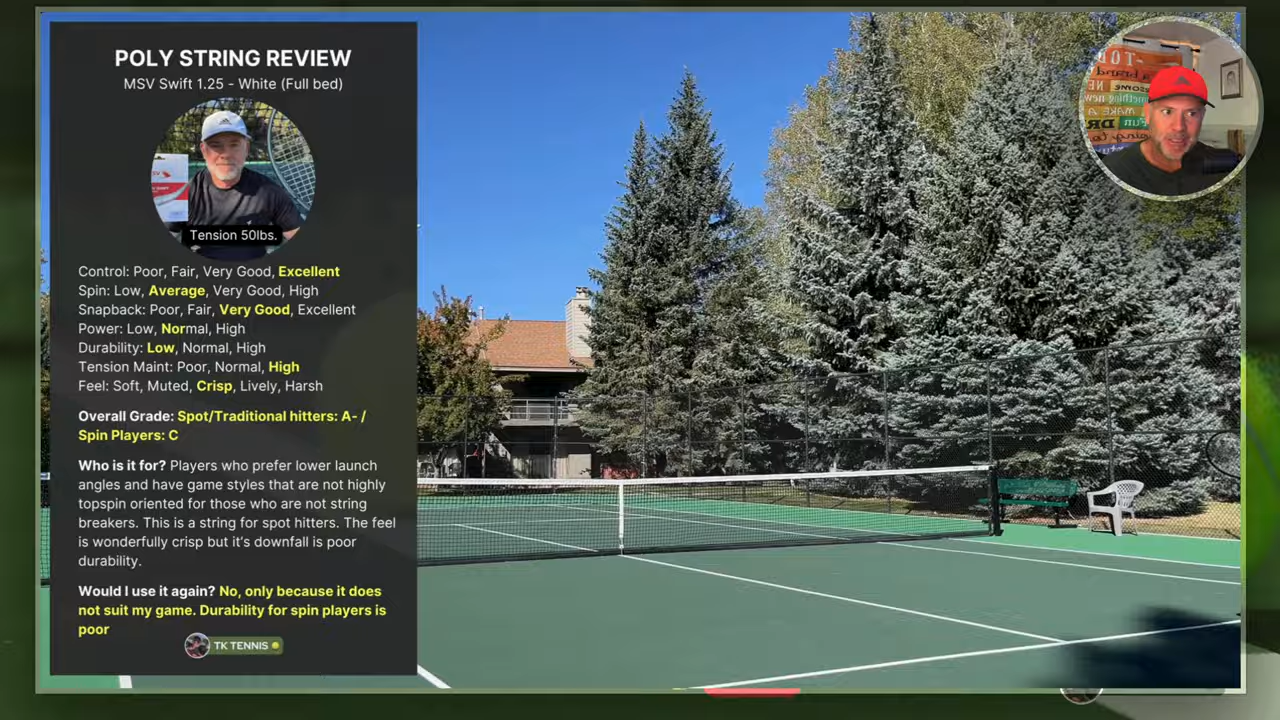 POLY STRING REVIEW
MSV Swift 1.25 - White (Full bed)
Tension 50lbs.
Control: Poor, Fair, Very Good, Excellent
Spin: Low, Average, Very Good, High
Snapback: Poor, Fair, Very Good, Excellent
Power: Low, Normal, High
Durability: Low, Normal, High
Tension Maint: Poor, Normal, High
Feel: Soft, Muted, Crisp, Lively, Harsh
Overall Grade: Spot/Traditional hitters: A- /
Spin Players: C
Who is it for? Players who prefer lower launch
angles and have game styles that are not highly
topspin oriented for those who are not string
breakers. This is a string for spot hitters. The feel
is wonderfully crisp but it's downfall is poor
durability.
Would I use it again? No, only because it does
not suit my game. Durability for spin players is
poor
TK TENNIS
a brand
something
new